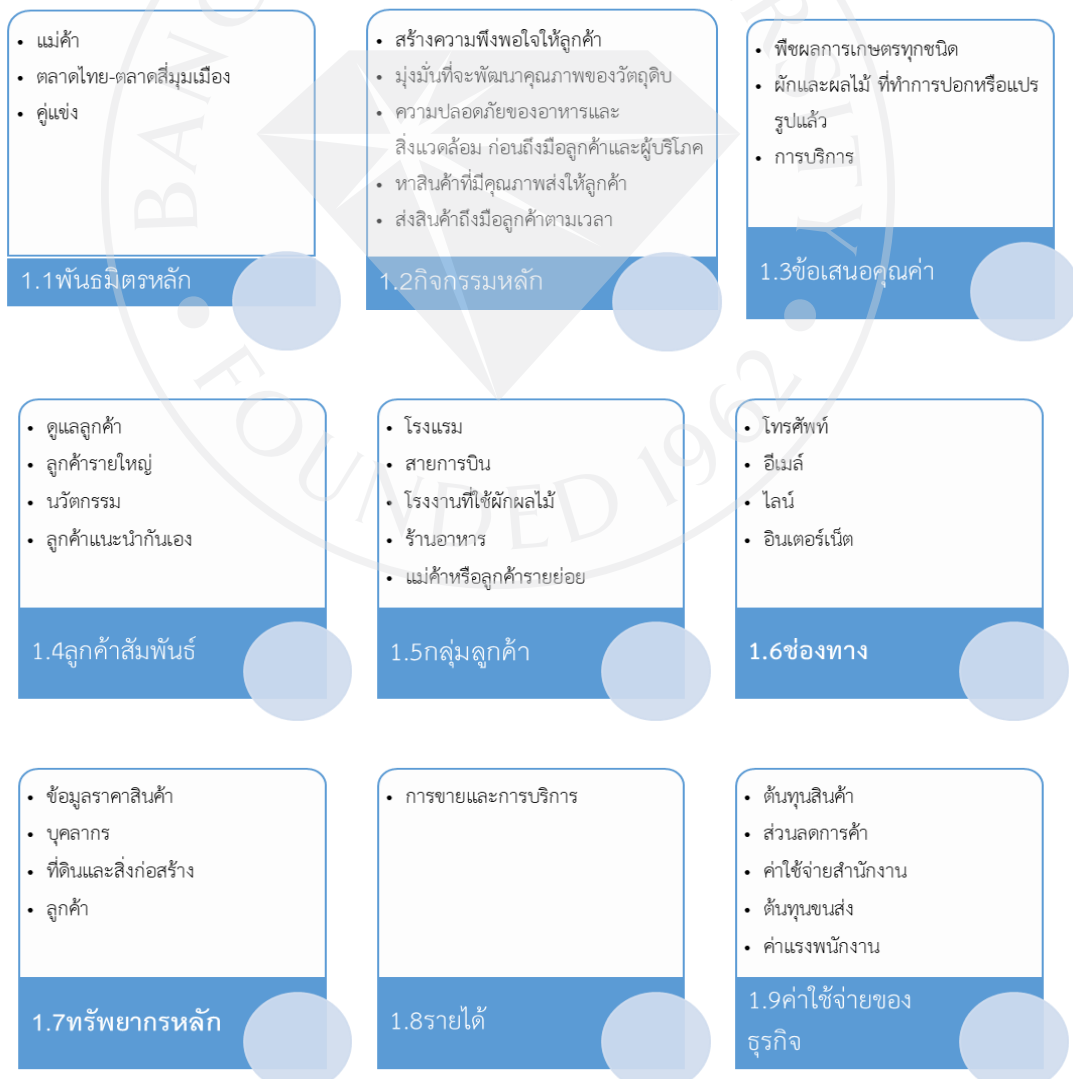 • แม่ค้า
• ตลาดไทย-ตลาดสี่มุมเมือง
• คู่แข่ง
1.1พันธมิตรหลัก
• สร้างความพึงพอใจให้ลูกค้า
• มุ่งมั่นที่จะพัฒนาคุณภาพของวัตถุดิบ
• ความปลอดภัยของอาหารและ
สิ่งแวดล้อม ก่อนถึงมือลูกค้าและผู้บริโภค
• หาสินค้าที่มีคุณภาพส่งให้ลูกค้า
• ส่งสินค้าถึงมือลูกค้าตามเวลา
1.2กิจกรรมหลัก
• พืชผลการเกษตรทุกชนิด
• ผักและผลไม้ ที่ทำการปอกหรือแปร
รูปแล้ว
• การบริการ
1.3ข้อเสนอคุณค่า
• ดูแลลูกค้า
• ลูกค้ารายใหญ่
• นวัตกรรม
• ลูกค้าแนะนำกันเอง
1.4ลูกค้าสัมพันธ์
• โรงแรม
• สายการบิน
• โรงงานที่ใช้ผักผลไม้
• ร้านอาหาร
• แม่ค้าหรือลูกค้ารายย่อย
1.5กลุ่มลูกค้า
• โทรศัพท์
• อีเมล์
• ไลน์
• อินเตอร์เน็ต
1.6ช่องทาง
• ข้อมูลราคาสินค้า
• บุคลากร
• ที่ดินและสิ่งก่อสร้าง
• ลูกค้า
1.7ทรัพยากรหลัก
• การขายและการบริการ
1.8รายได้
• ต้นทุนสินค้า
• ส่วนลดการค้า
• ค่าใช้จ่ายสำนักงาน
• ต้นทุนขนส่ง
• ค่าแรงพนักงาน
1.9ค่าใช้จ่ายของ
ธุรกิจ
FOUNDED 1962